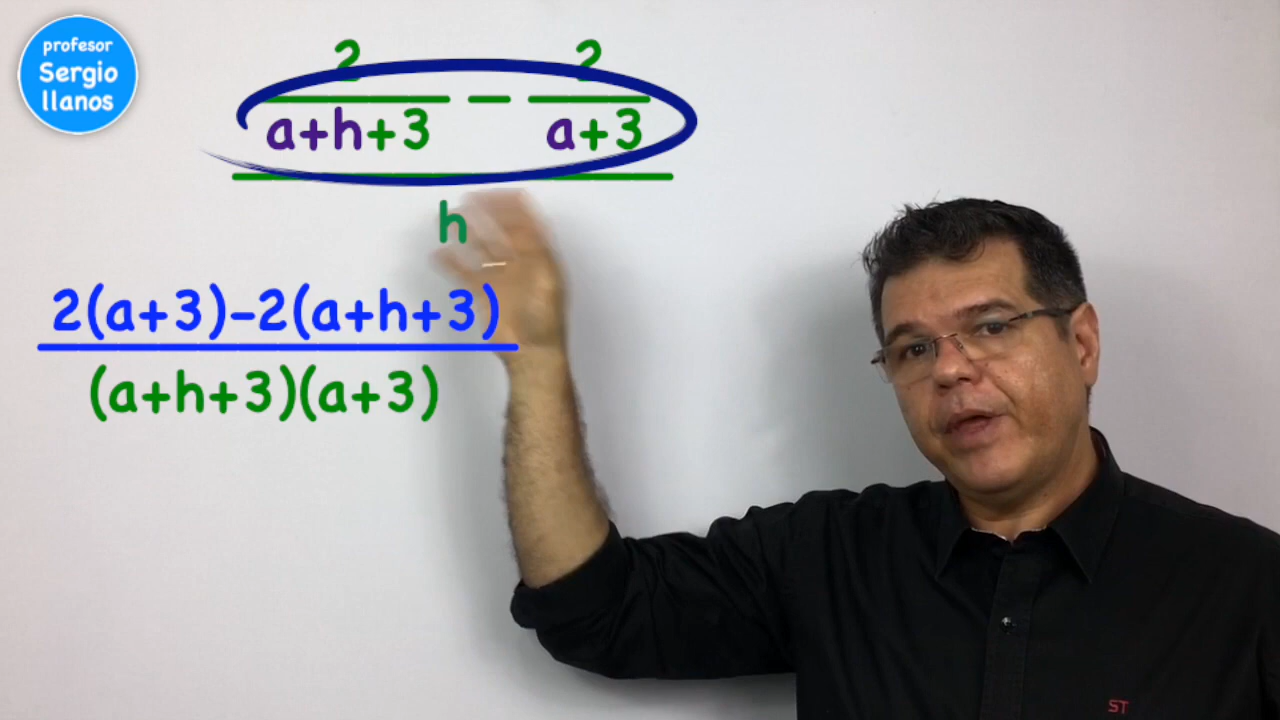 profesor
Sergio
llanos
2 2
— - —
a+h+3 a+3
h
2(a+3)-2(a+h+3)
(a+h+3)(a+3)
ST